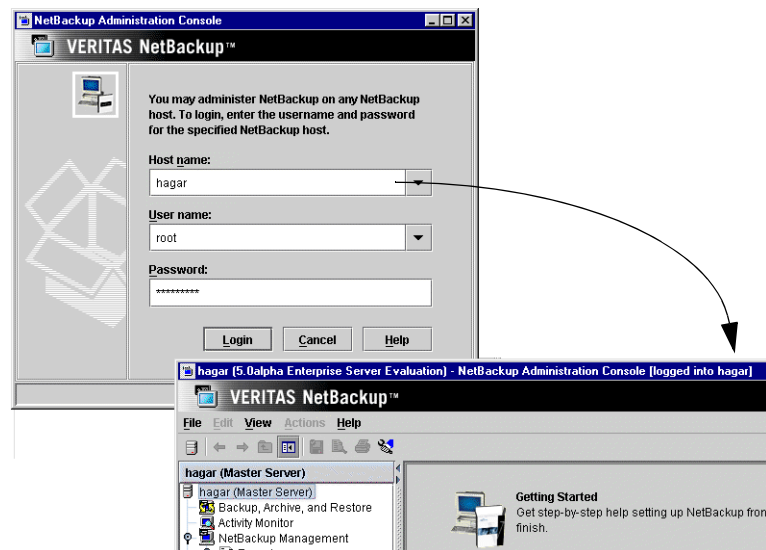 NetBackup Administration Console
VERITAS NetBackup™
You may administer NetBackup on any NetBackup
host. To login, enter the username and password
for the specified NetBackup host.
Host name:
hagar
User name:
root
Password:
*********
Login Cancel Help
hagar (5.0alpha Enterprise Server Evaluation) - NetBackup Administration Console [logged into hagar]
VERITAS NetBackup™
File Edit View Actions Help
hagar (Master Server)
hagar (Master Server)
Backup, Archive, and Restore
Activity Monitor
NetBackup Management
Getting Started
Get step-by-step help setting up NetBackup from
finish.